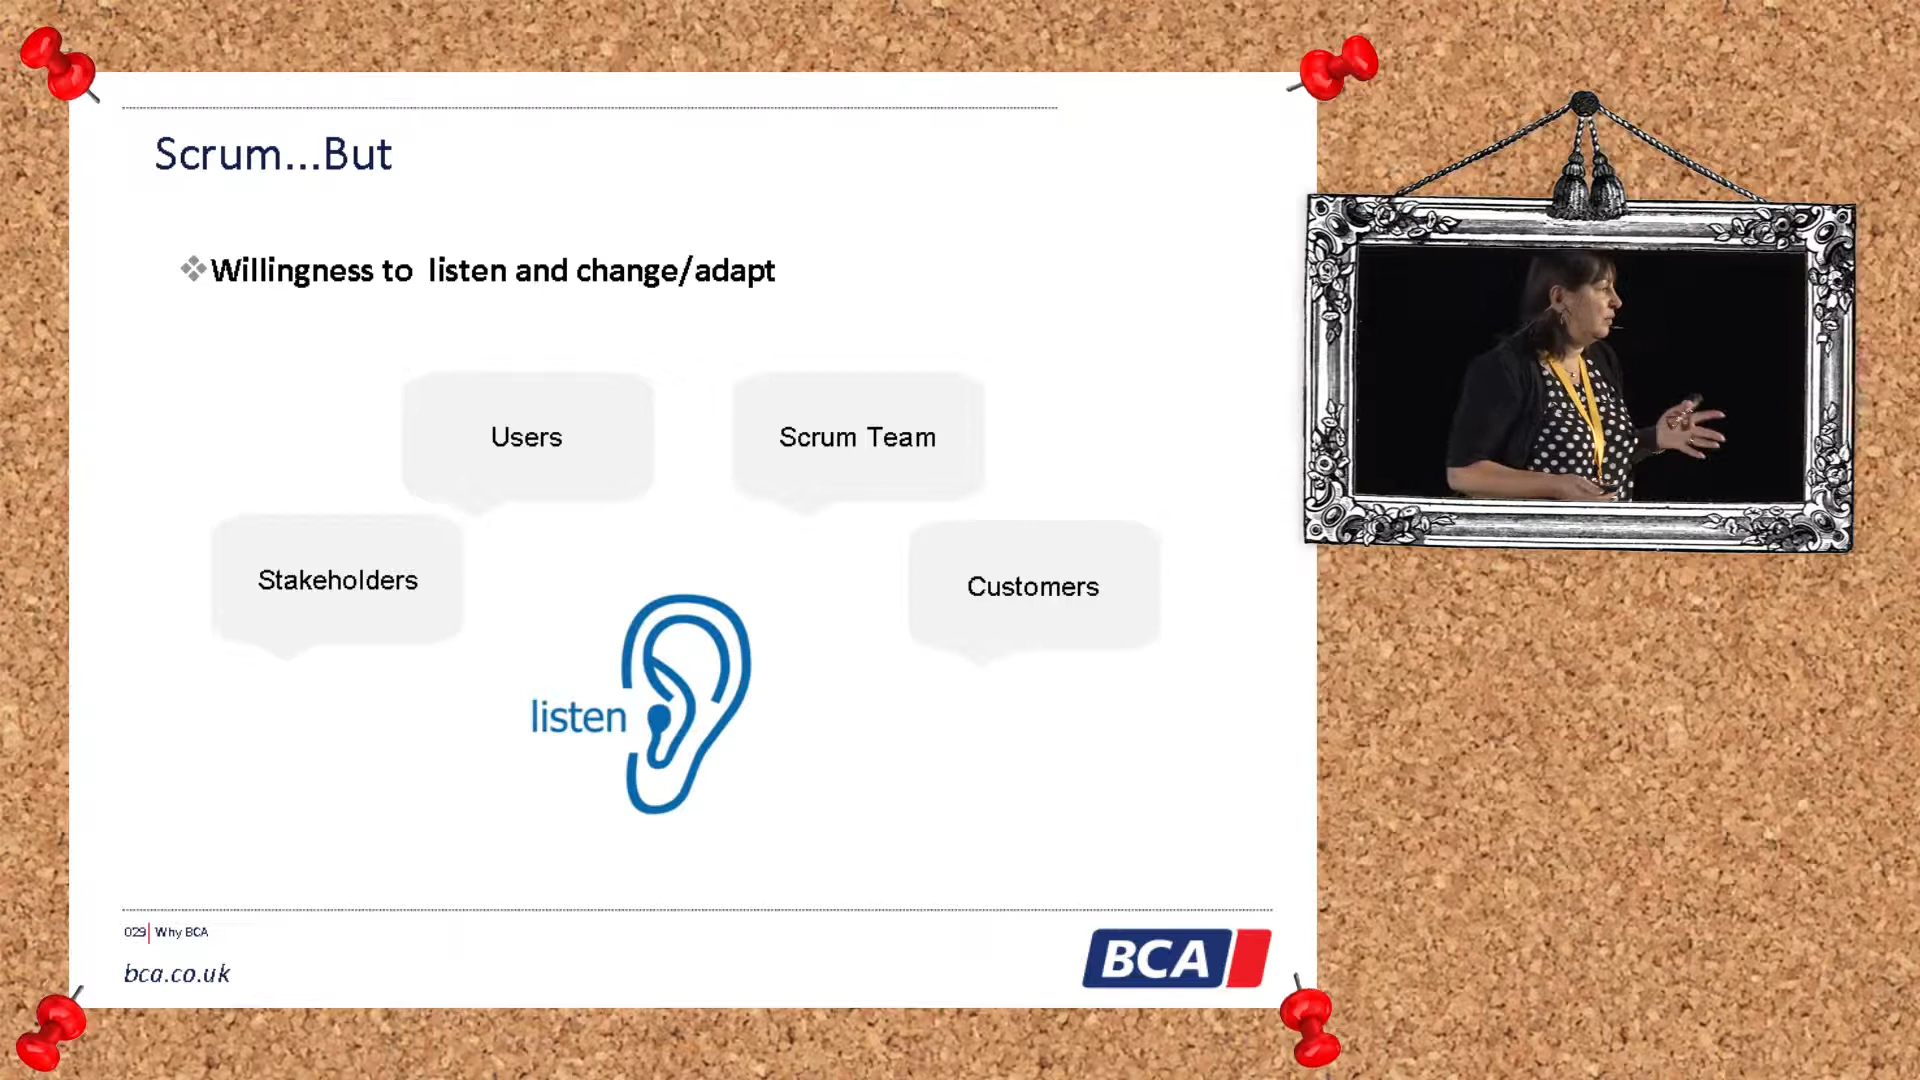 Scrum...But
Willingness to listen and change/adapt
Users
Scrum Team
Stakeholders
Customers
listen
029 Why BCA
bca.co.uk
BCA